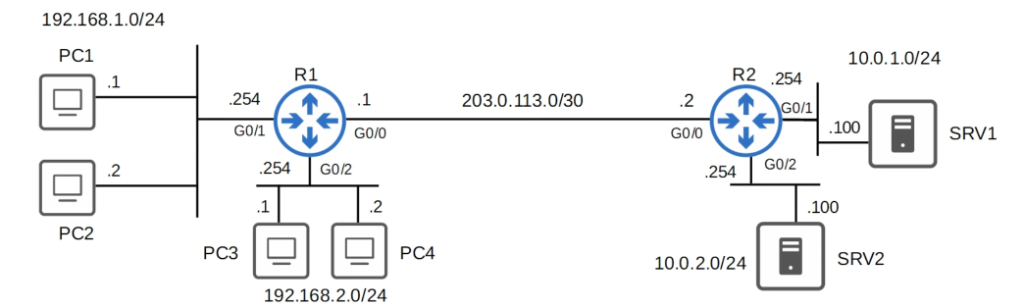 192.168.1.0/24
PC1
.1
PC2
.2
R1
.254
G0/1
.1
G0/0
.254
G0/2
.1
PC3
.2
PC4
192.168.2.0/24
203.0.113.0/30
R2
.2
G0/0
.254
G0/1
10.0.1.0/24
.100
SRV1
.254
G0/2
.100
SRV2
10.0.2.0/24